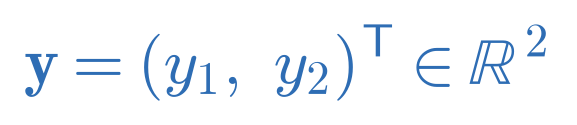 𝐲 = (y₁, y₂)ᵀ ∈ ℝ²